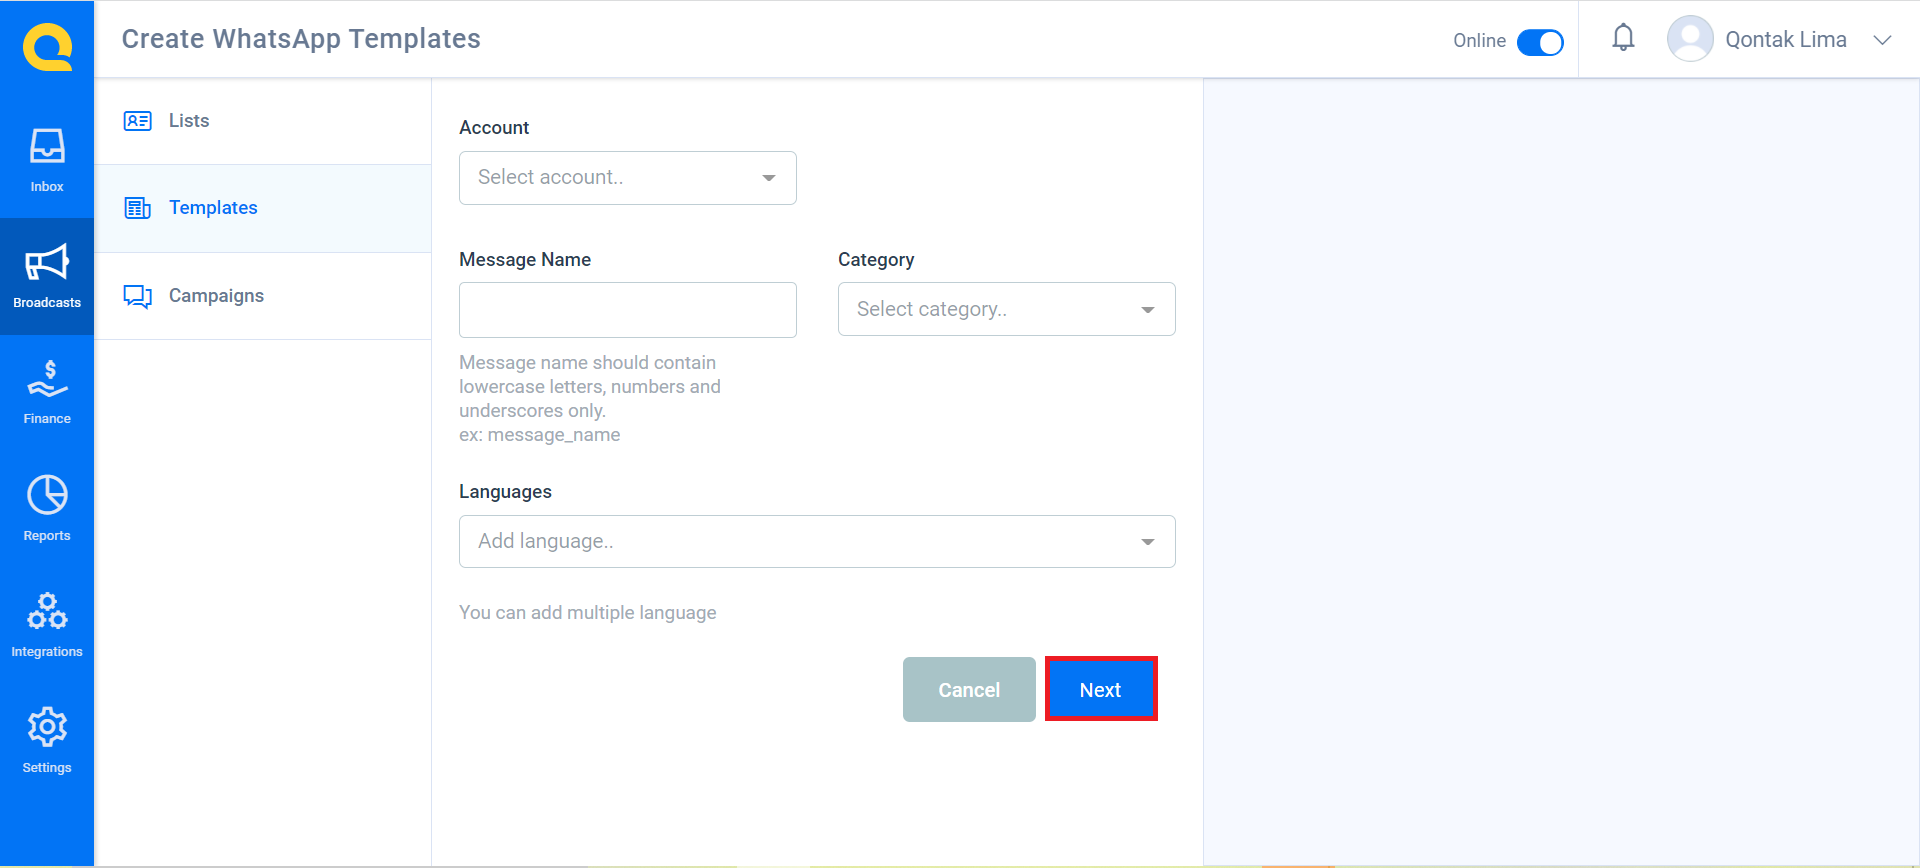 Create WhatsApp Templates
Online
Qontak Lima
Inbox
Broadcasts
Finance
Reports
Integrations
Settings
Lists
Templates
Campaigns
Account
Select account..
Message Name
Category
Select category..
Message name should contain
lowercase letters, numbers and
underscores only.
ex: message_name
Languages
Add language..
You can add multiple language
Cancel
Next